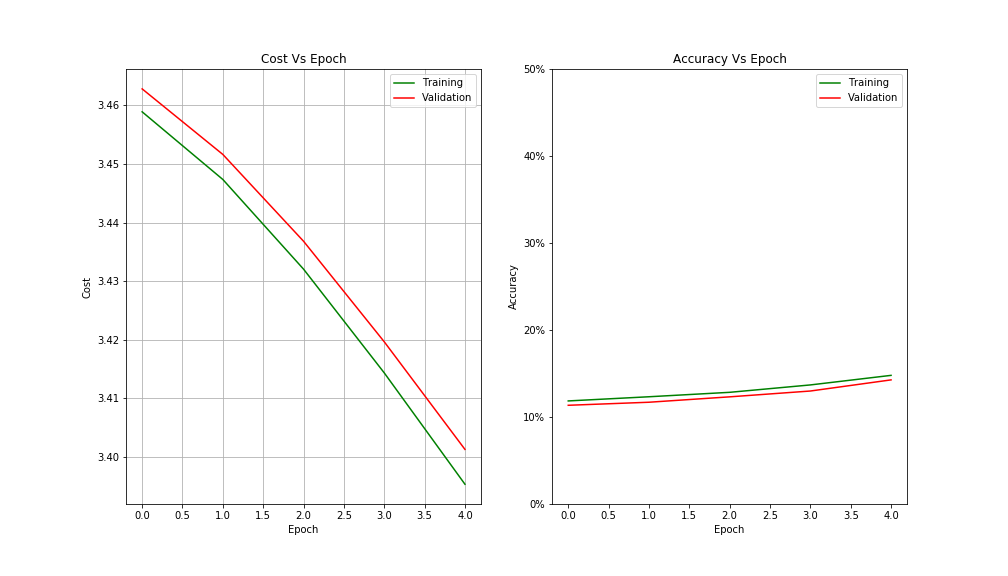 Cost Vs Epoch
Training
Validation
3.46
3.45
3.44
3.43
3.42
3.41
3.40
Cost
0.0 0.5 1.0 1.5 2.0 2.5 3.0 3.5 4.0
Epoch
Accuracy Vs Epoch
Training
Validation
50%
40%
30%
20%
10%
0%
Accuracy
0.0 0.5 1.0 1.5 2.0 2.5 3.0 3.5 4.0
Epoch